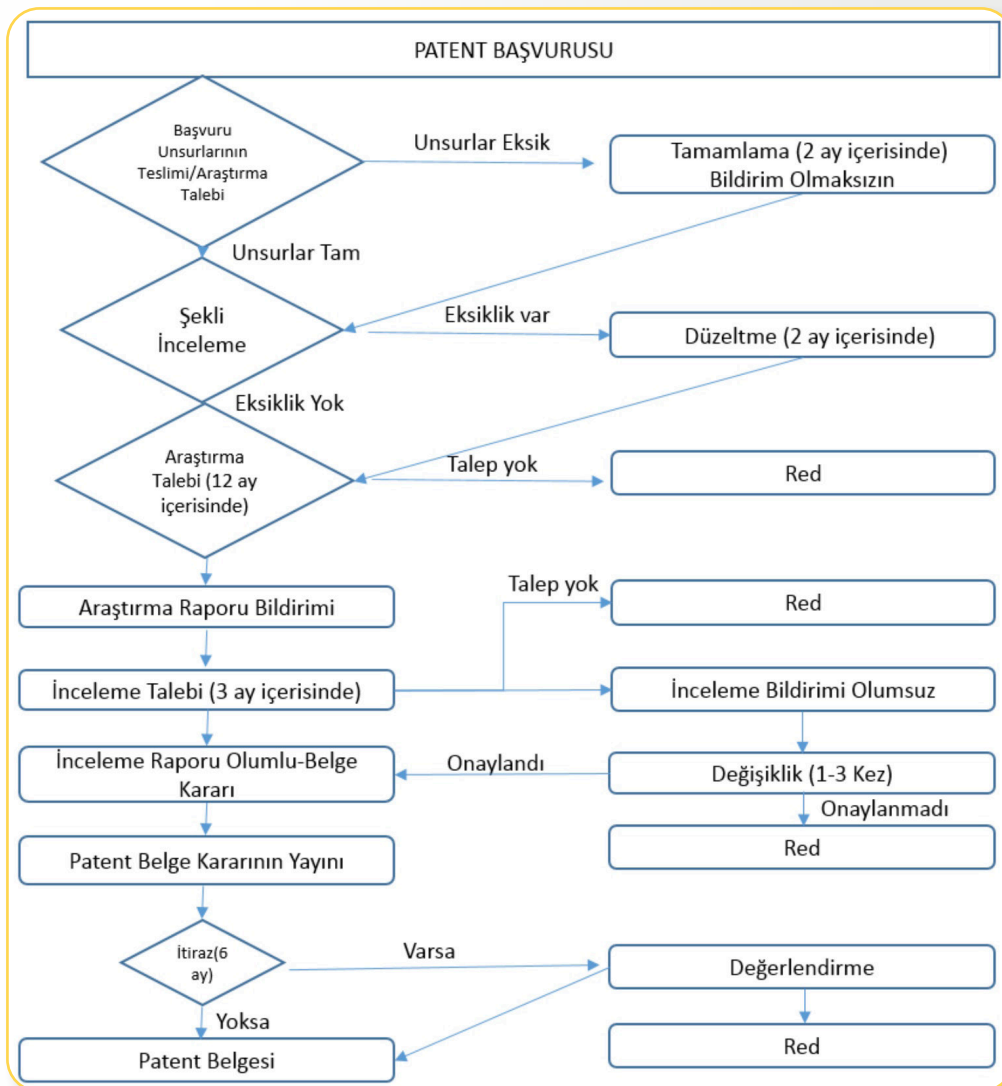 PATENT BAŞVURUSU
Başvuru
Unsurlarının
Teslimi/Araştırma
Talebi
Unsurlar Eksik
Tamamlama (2 ay içerisinde)
Bildirim Olmaksızın
Unsurlar Tam
Şekli
İnceleme
Eksiklik var
Düzeltme (2 ay içerisinde)
Eksiklik Yok
Araştırma
Talebi (12 ay
içerisinde)
Talep yok
Red
Araştırma Raporu Bildirimi
Talep yok
Red
İnceleme Talebi (3 ay içerisinde)
İnceleme Bildirimi Olumsuz
İnceleme Raporu Olumlu-Belge
Kararı
Onaylandı
Değişiklik (1-3 Kez)
Onaylanmadı
Red
Patent Belge Kararının Yayını
İtiraz(6
ay)
Varsa
Değerlendirme
Yoksa
Patent Belgesi
Red